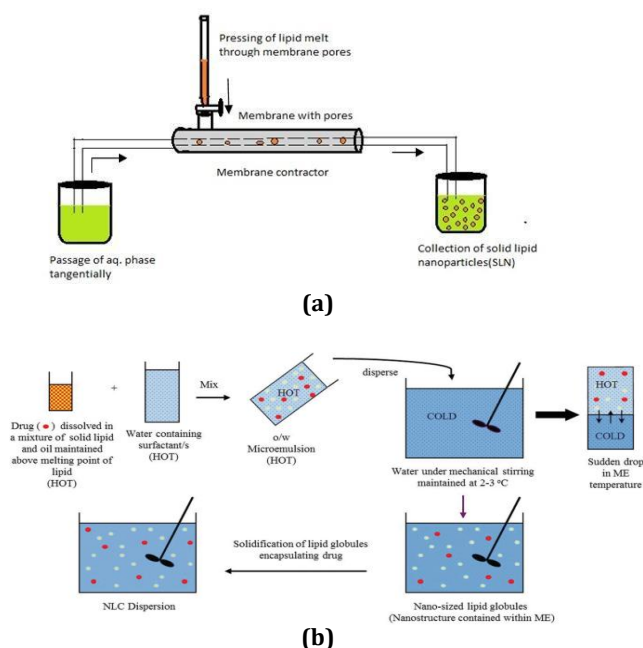 Pressing of lipid melt
through membrane pores
Membrane with pores
Membrane contractor
Passage of aq. phase
tangentially
Collection of solid lipid
nanoparticles(SLN)
(a)
Drug ( ) dissolved in
a mixture of solid lipid
and oil maintained
above melting point of
lipid
(HOT)
+
Water containing
surfactant/s
(HOT)
Mix
HOT
o/w
Microemulsion
(HOT)
disperse
COLD
Water under mechanical stirring
maintained at 2-3 °C
HOT
COLD
Sudden drop
in ME
temperature
Solidification of lipid globules
encapsulating drug
NLC Dispersion
Nano-sized lipid globules
(Nanostructure contained within ME)
(b)